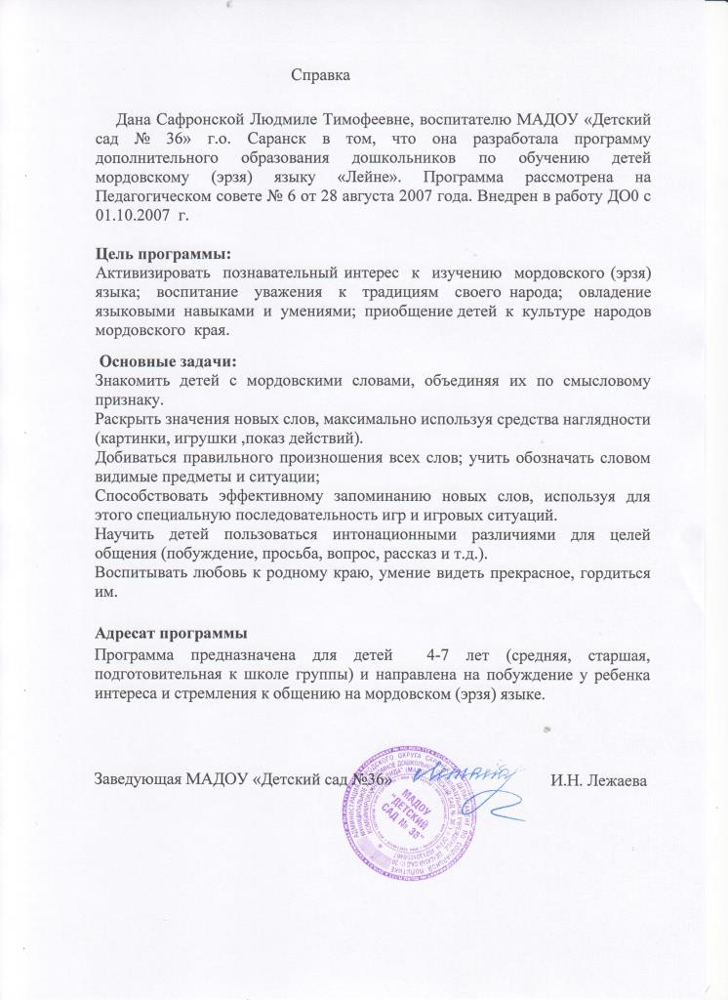 Справка
Дана Сафронской Людмиле Тимофеевне, воспитателю МАДОУ «Детский
сад № 36» г.о. Саранск в том, что она разработала программу
дополнительного образования дошкольников по обучению детей
мордовскому (эрзя) языку «Лейне». Программа рассмотрена на
Педагогическом совете № 6 от 28 августа 2007 года. Внедрен в работу ДО0 с
01.10.2007 г.
Цель программы:
Активизировать познавательный интерес к изучению мордовского (эрзя)
языка; воспитание уважения к традициям своего народа; овладение
языковыми навыками и умениями; приобщение детей к культуре народов
мордовского края.
Основные задачи:
Знакомить детей с мордовскими словами, объединяя их по смысловому
признаку.
Раскрыть значения новых слов, максимально используя средства наглядности
(картинки, игрушки ,показ действий).
Добиваться правильного произношения всех слов; учить обозначать словом
видимые предметы и ситуации;
Способствовать эффективному запоминанию новых слов, используя для
этого специальную последовательность игр и игровых ситуаций.
Научить детей пользоваться интонационными различиями для целей
общения (побуждение, просьба, вопрос, рассказ и т.д.).
Воспитывать любовь к родному краю, умение видеть прекрасное, гордиться
им.
Адресат программы
Программа предназначена для детей 4-7 лет (средняя, старшая,
подготовительная к школе группы) и направлена на побуждение у ребенка
интереса и стремления к общению на мордовском (эрзя) языке.
Заведующая МАДОУ «Детский сад №36» И.Н. Лежаева
МАДОУ
"ДЕТСКИЙ
САД № 36"